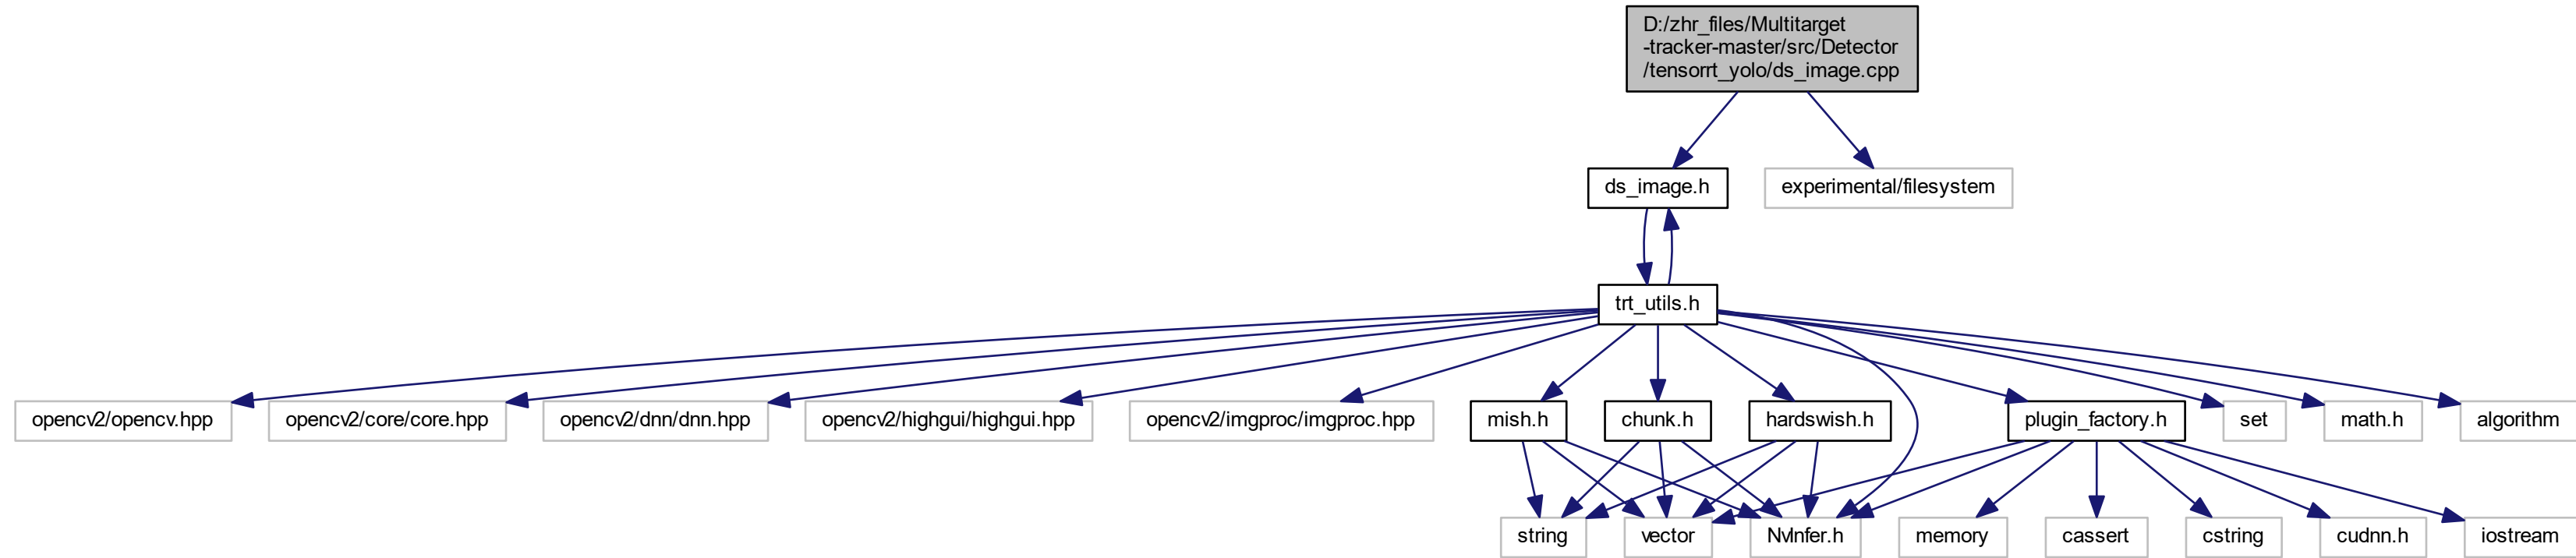 D:/zhr_files/Multitarget
-tracker-master/src/Detector
/tensorrt_yolo/ds_image.cpp
ds_image.h
experimental/filesystem
trt_utils.h
opencv2/opencv.hpp
opencv2/core/core.hpp
opencv2/dnn/dnn.hpp
opencv2/highgui/highgui.hpp
opencv2/imgproc/imgproc.hpp
mish.h
chunk.h
hardswish.h
plugin_factory.h
set
math.h
algorithm
string
vector
NvInfer.h
memory
cassert
cstring
cudnn.h
iostream